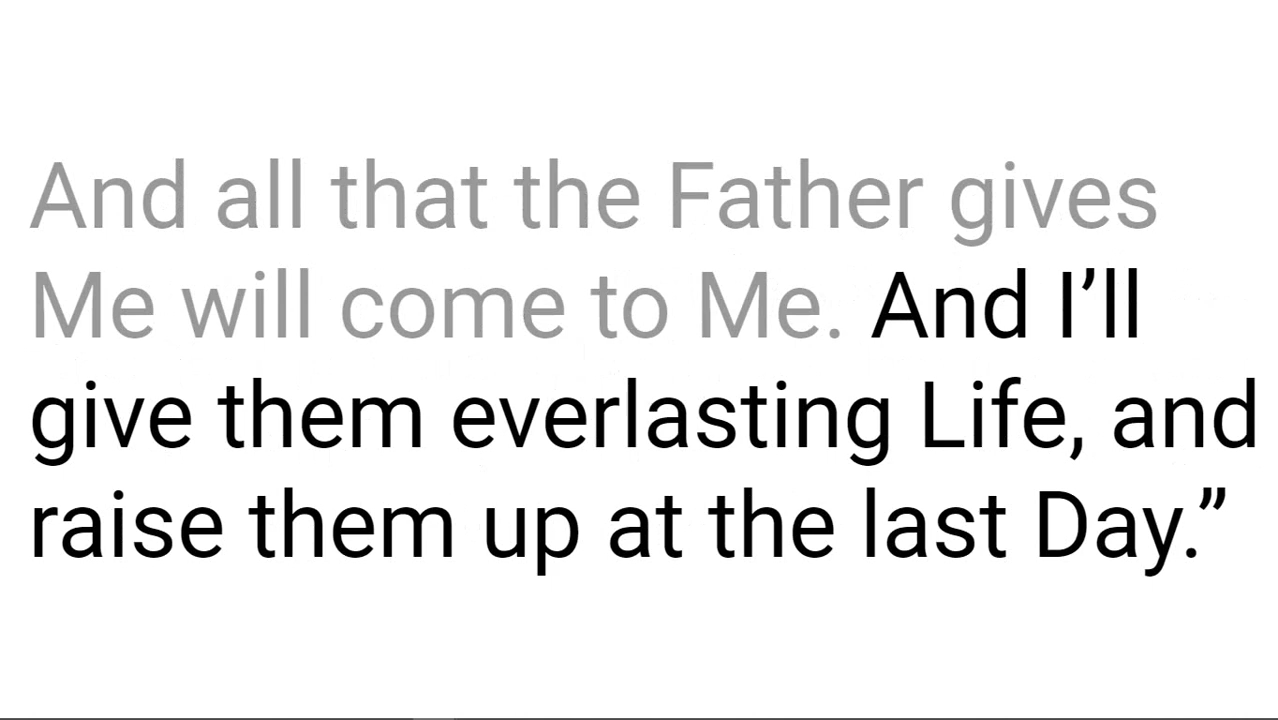 And all that the Father gives
Me will come to Me. And I’ll
give them everlasting Life, and
raise them up at the last Day.”